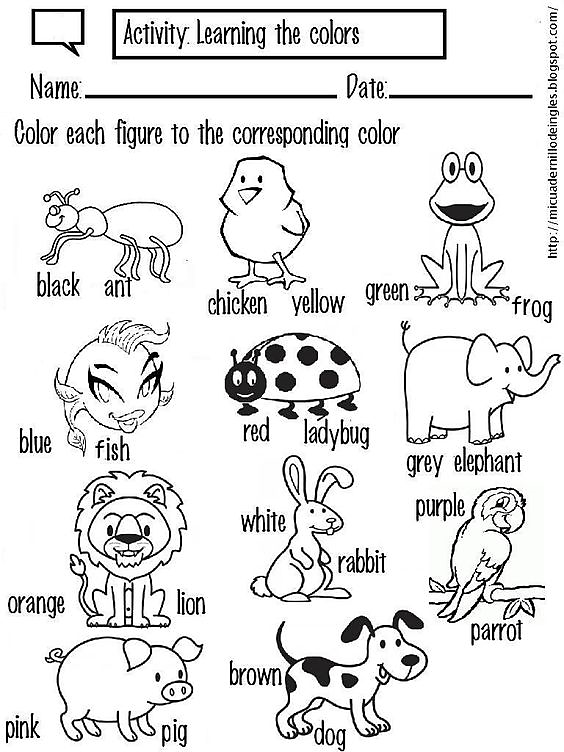 Activity: Learning the colors
Name: Date:
Color each figure to the corresponding color
black ant
chicken yellow
green frog
blue fish
red ladybug
grey elephant
orange lion
white rabbit
purple parrot
pink pig
brown dog
http://micuadernillodeingles.blogspot.com/